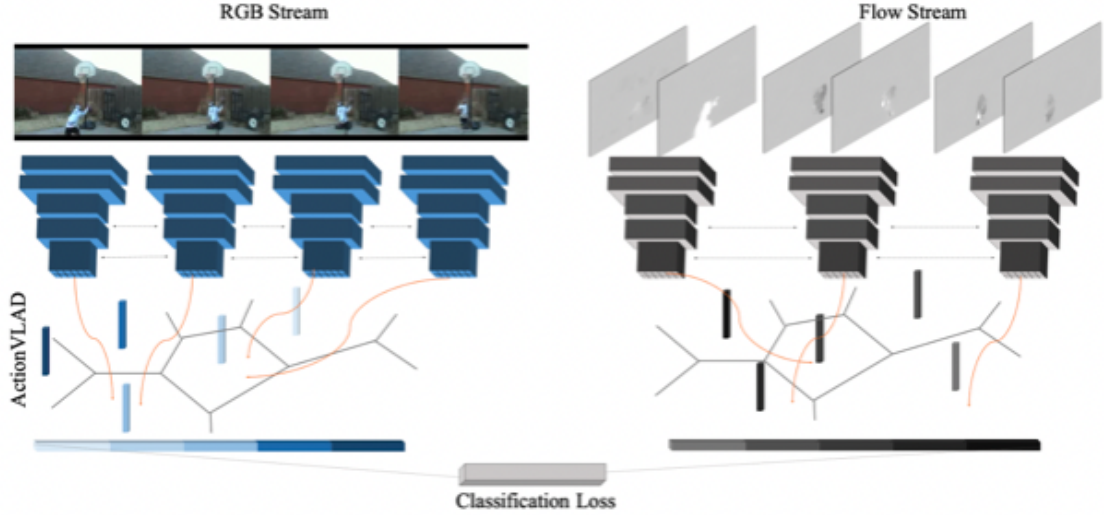 RGB Stream
Flow Stream
ActionVLAD
Classification Loss